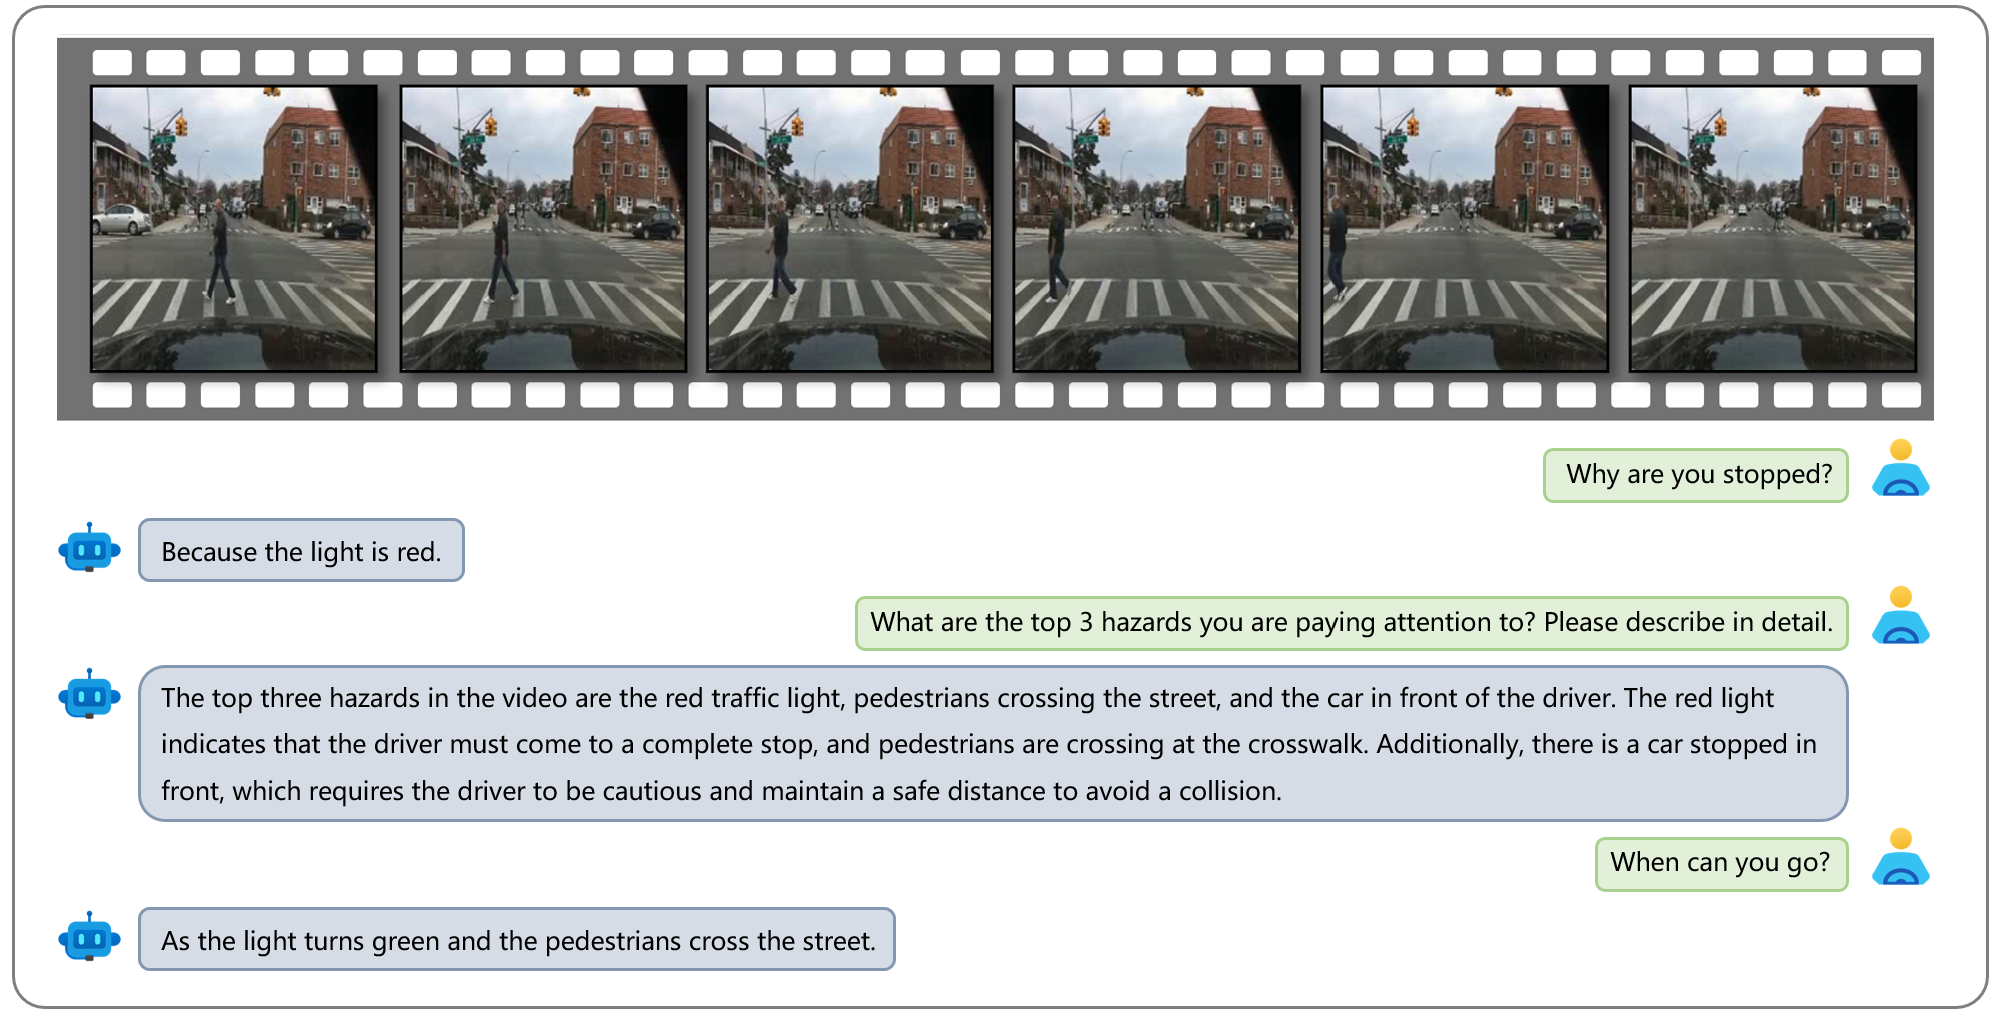 Why are you stopped?
Because the light is red.
What are the top 3 hazards you are paying attention to? Please describe in detail.
The top three hazards in the video are the red traffic light, pedestrians crossing the street, and the car in front of the driver. The red light
indicates that the driver must come to a complete stop, and pedestrians are crossing at the crosswalk. Additionally, there is a car stopped in
front, which requires the driver to be cautious and maintain a safe distance to avoid a collision.
When can you go?
As the light turns green and the pedestrians cross the street.